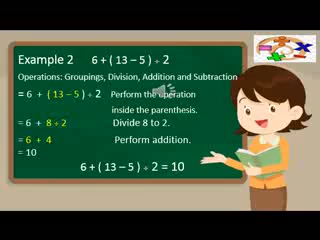 Example 2 6 + ( 13 – 5 ) ÷ 2
Operations: Groupings, Division, Addition and Subtraction
= 6 + ( 13 – 5 ) ÷ 2 Perform the operation
inside the parenthesis.
= 6 + 8 ÷ 2 Divide 8 to 2.
= 6 + 4 Perform addition.
= 10
6 + ( 13 – 5 ) ÷ 2 = 10